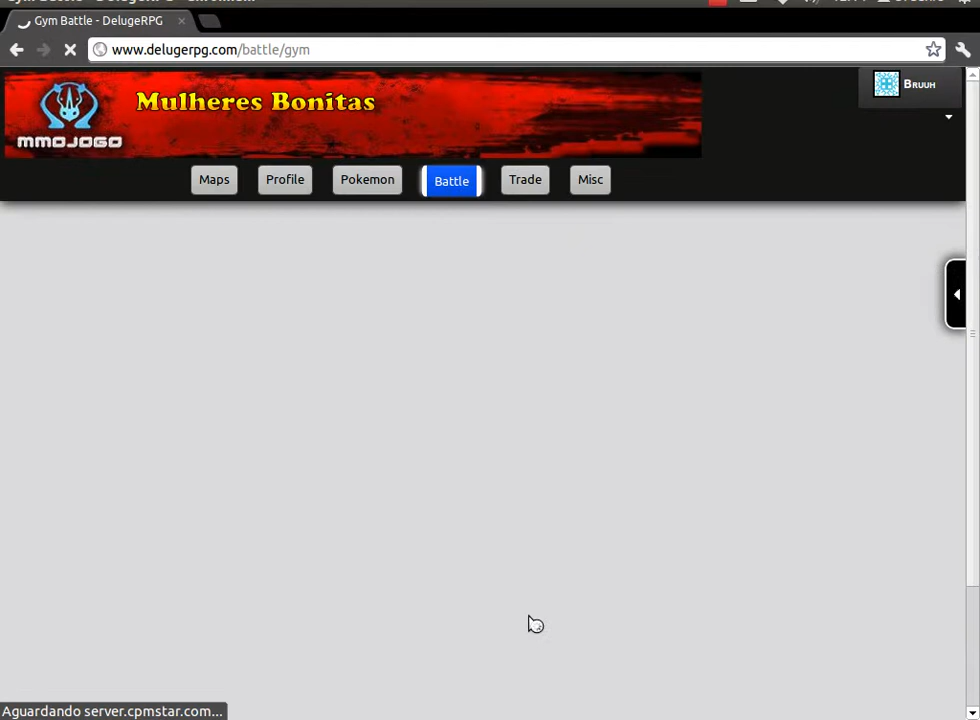 Gym Battle - DelugeRPG
www.delugerpg.com/battle/gym
MMOJOGO
Mulheres Bonitas
BRUUH
Maps Profile Pokemon Battle Trade Misc
Aguardando server.cpmstar.com...